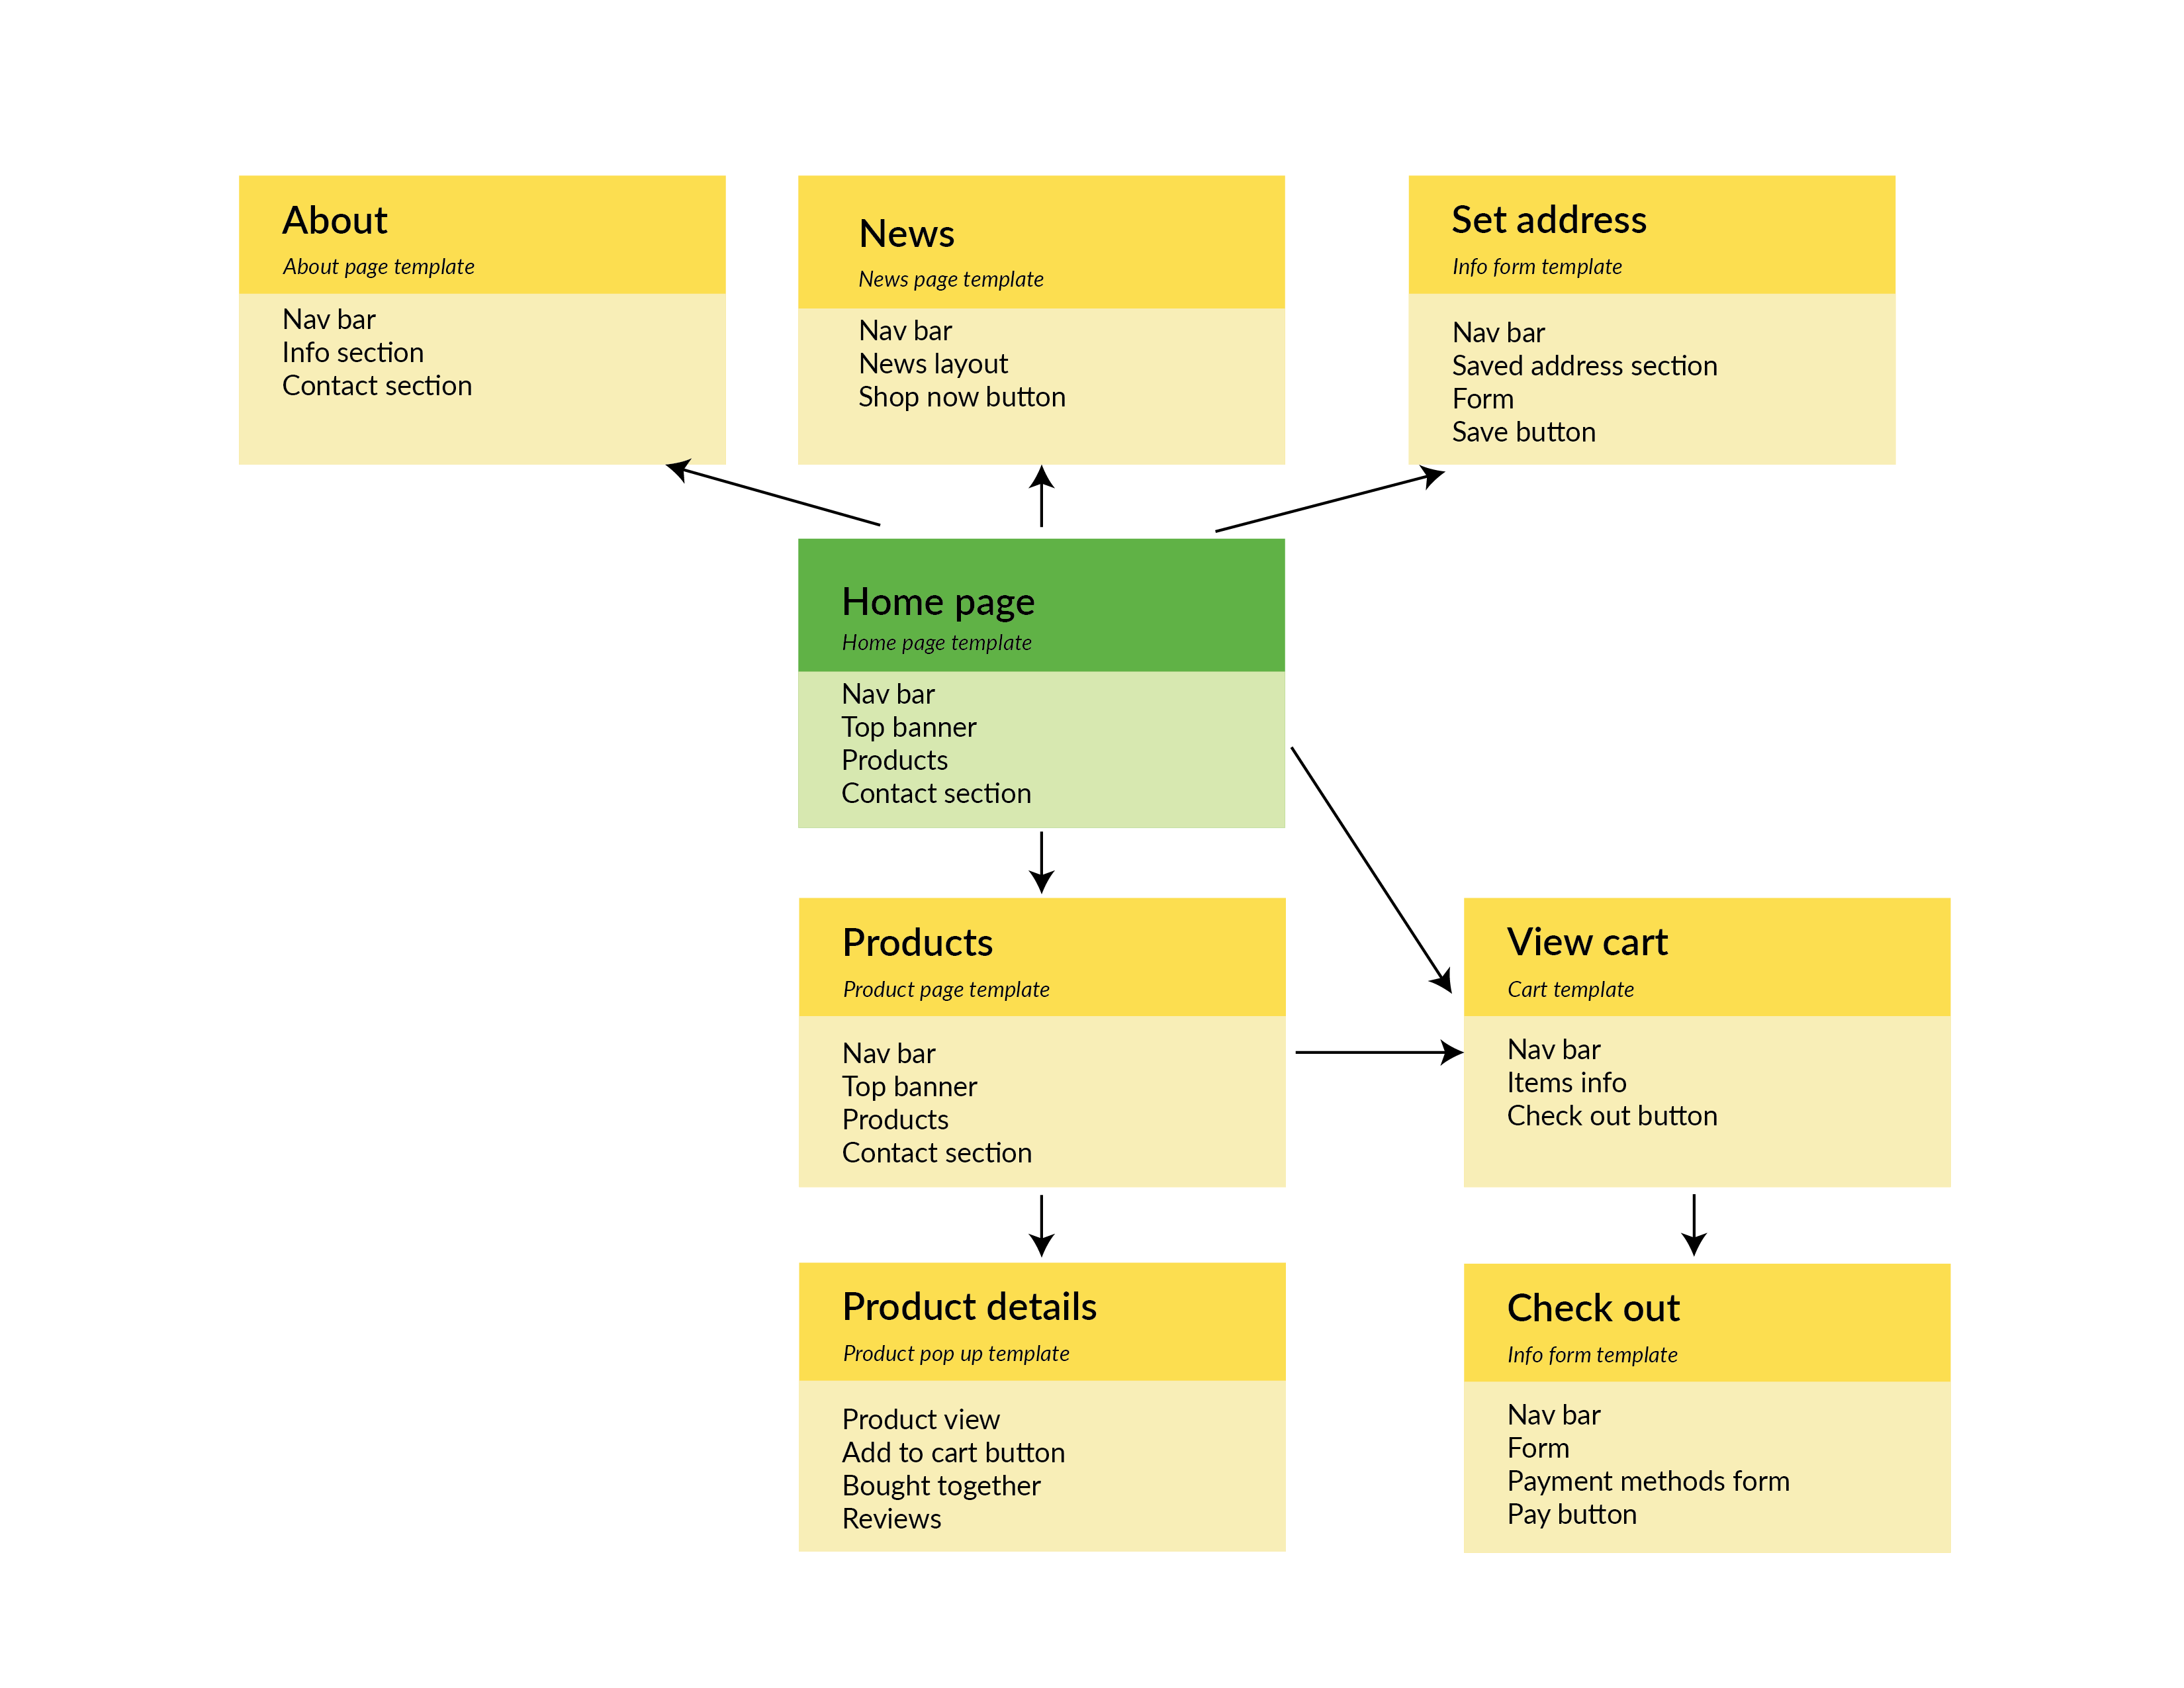 About
About page template
Nav bar
Info section
Contact section
News
News page template
Nav bar
News layout
Shop now button
Set address
Info form template
Nav bar
Saved address section
Form
Save button
Home page
Home page template
Nav bar
Top banner
Products
Contact section
Products
Product page template
Nav bar
Top banner
Products
Contact section
View cart
Cart template
Nav bar
Items info
Check out button
Product details
Product pop up template
Product view
Add to cart button
Bought together
Reviews
Check out
Info form template
Nav bar
Form
Payment methods form
Pay button